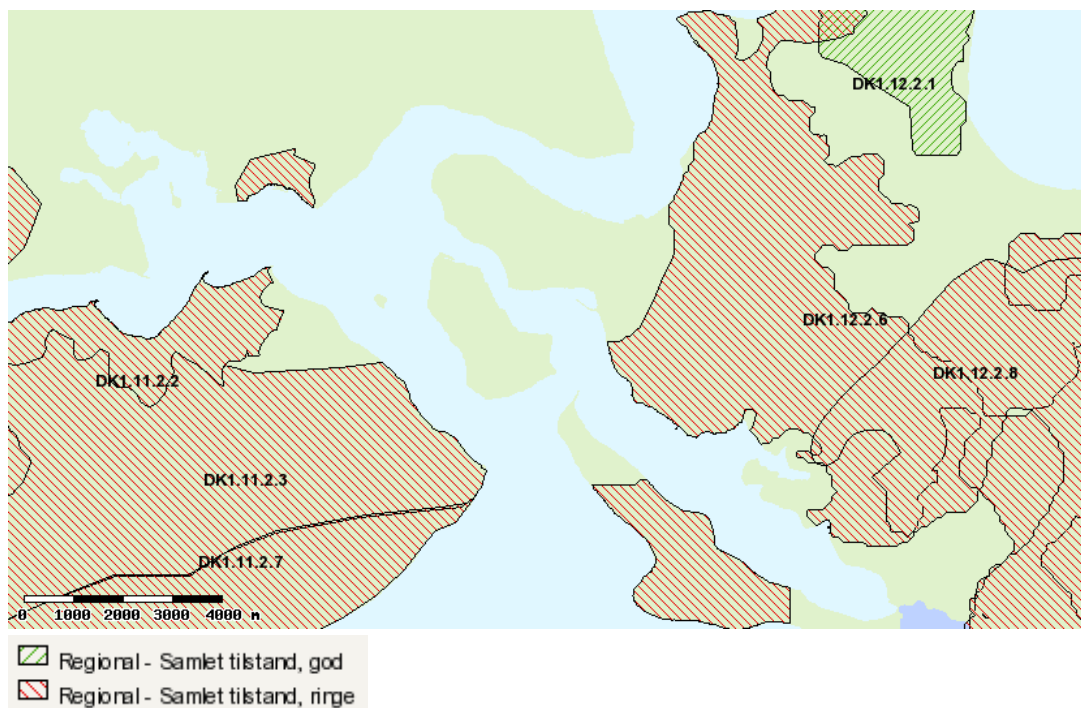 DK1.12.2.1
DK1.12.2.6
DK1.12.2.8
DK1.11.2.2
DK1.11.2.3
DK1.11.2.7
0 1000 2000 3000 4000 m
Regional - Samlet tilstand, god
Regional - Samlet tilstand, ringe